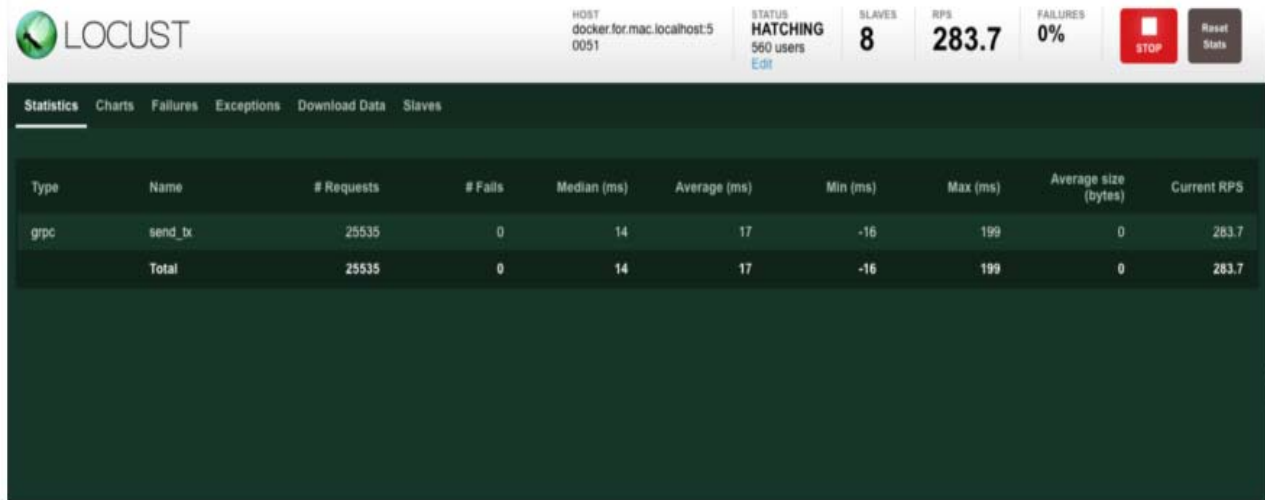 LOCUST
HOST
docker.for.mac.localhost:5
0051
STATUS
HATCHING
560 users
Edit
SLAVES
8
RPS
283.7
FAILURES
0%
STOP
Reset
Stats
Statistics Charts Failures Exceptions Download Data Slaves
Type Name # Requests # Fails Median (ms) Average (ms) Min (ms) Max (ms) Average size (bytes) Current RPS
grpc send_tx 25535 0 14 17 -16 199 0 283.7
Total 25535 0 14 17 -16 199 0 283.7